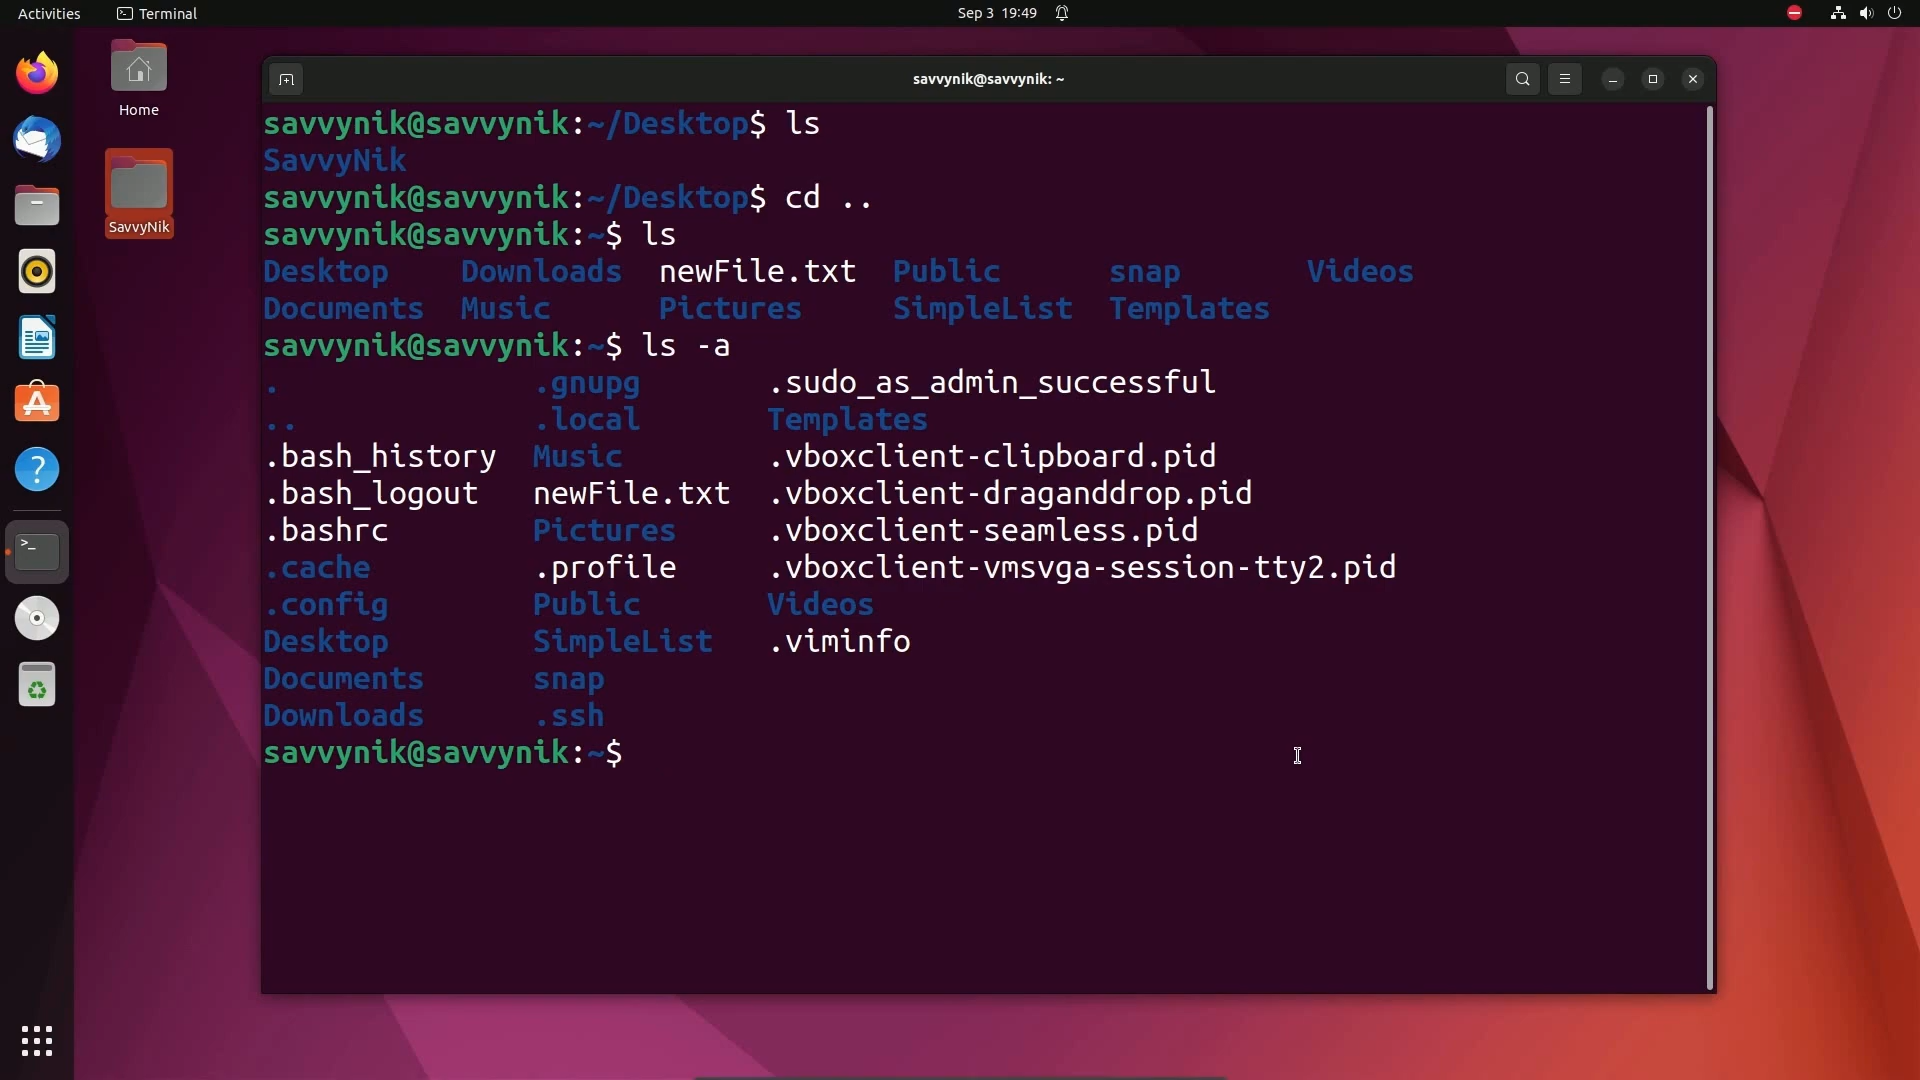 Activities Terminal Sep 3 19:49
Home
SavvyNik
savvynik@savvynik: ~
savvynik@savvynik:~/Desktop$ ls
SavvyNik
savvynik@savvynik:~/Desktop$ cd ..
savvynik@savvynik:~$ ls
Desktop Downloads newFile.txt Public snap Videos
Documents Music Pictures SimpleList Templates
savvynik@savvynik:~$ ls -a
. .gnupg .sudo_as_admin_successful
.. .local Templates
.bash_history Music .vboxclient-clipboard.pid
.bash_logout newFile.txt .vboxclient-draganddrop.pid
.bashrc Pictures .vboxclient-seamless.pid
.cache .profile .vboxclient-vmsvga-session-tty2.pid
.config Public Videos
Desktop SimpleList .viminfo
Documents snap
Downloads .ssh
savvynik@savvynik:~$